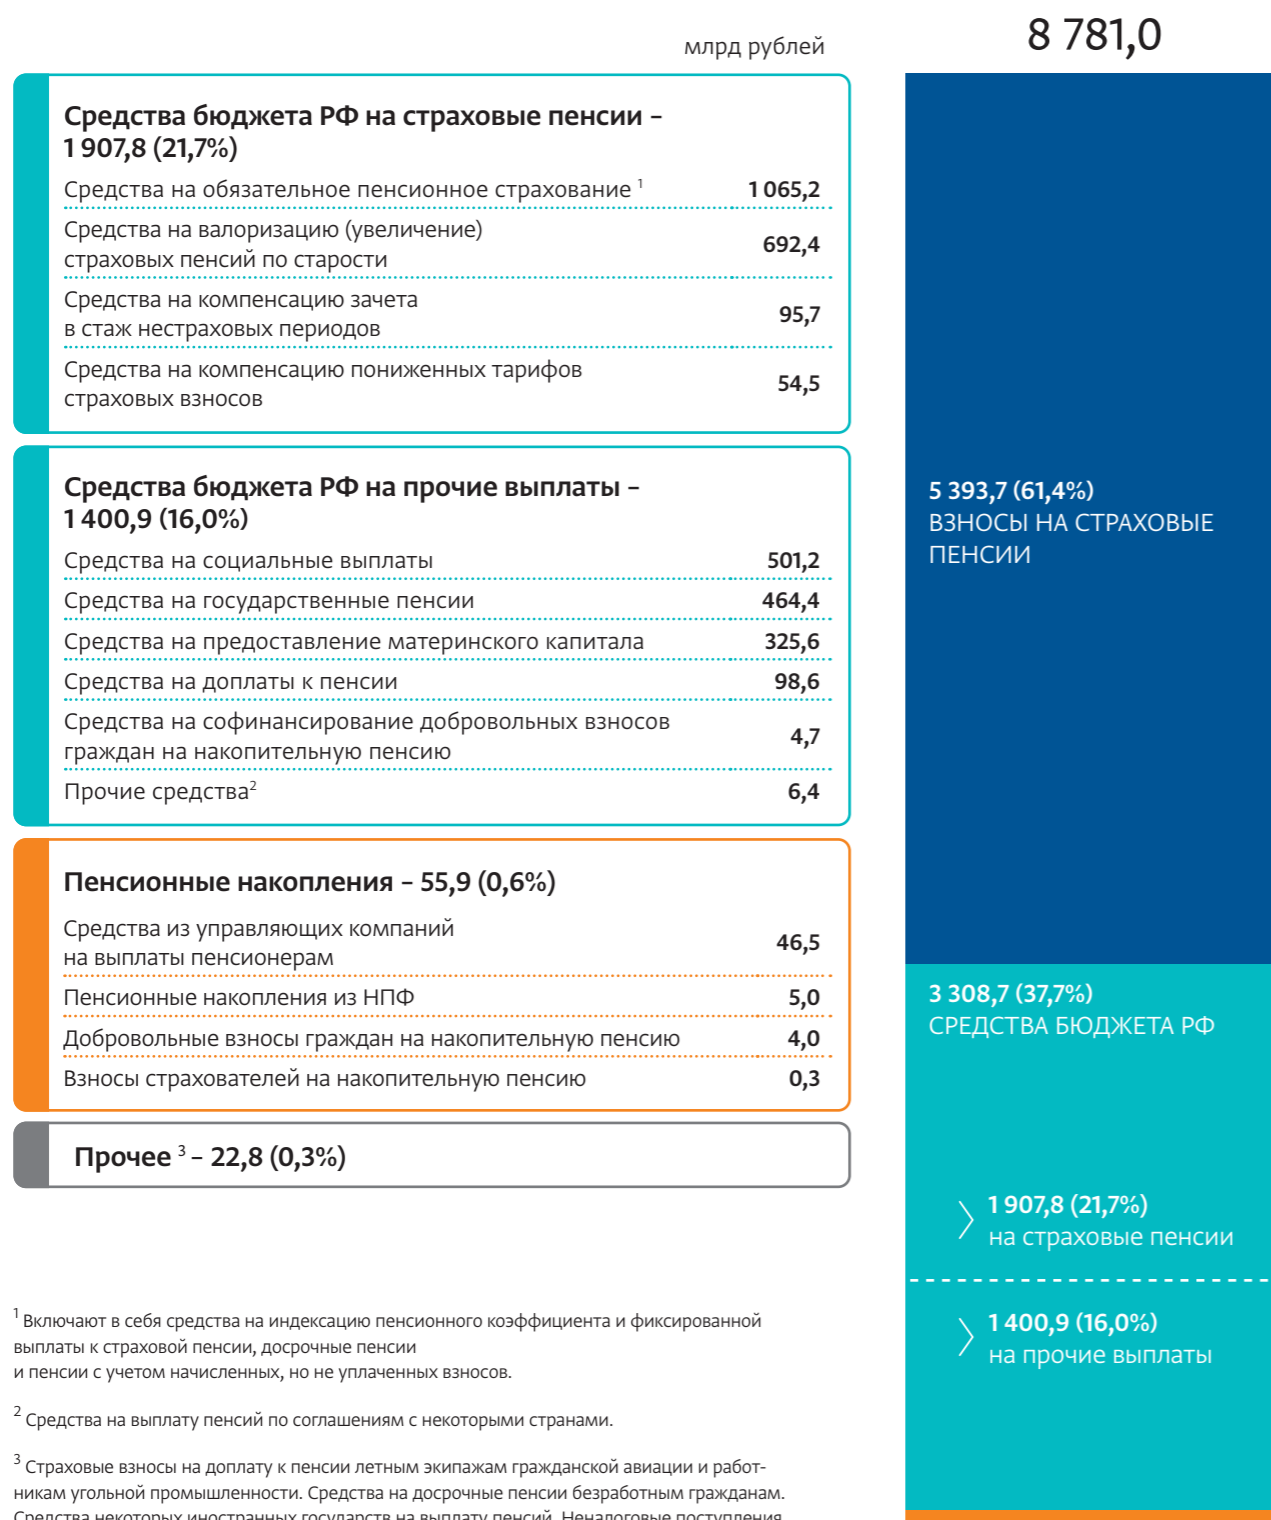 млрд рублей
8 781,0
Средства бюджета РФ на страховые пенсии –
1 907,8 (21,7%)
Средства на обязательное пенсионное страхование ¹ 1 065,2
Средства на валоризацию (увеличение)
страховых пенсий по старости 692,4
Средства на компенсацию зачета
в стаж нестраховых периодов 95,7
Средства на компенсацию пониженных тарифов
страховых взносов 54,5
Средства бюджета РФ на прочие выплаты –
1 400,9 (16,0%)
Средства на социальные выплаты 501,2
Средства на государственные пенсии 464,4
Средства на предоставление материнского капитала 325,6
Средства на доплаты к пенсии 98,6
Средства на софинансирование добровольных взносов
граждан на накопительную пенсию 4,7
Прочие средства² 6,4
Пенсионные накопления – 55,9 (0,6%)
Средства из управляющих компаний
на выплаты пенсионерам 46,5
Пенсионные накопления из НПФ 5,0
Добровольные взносы граждан на накопительную пенсию 4,0
Взносы страхователей на накопительную пенсию 0,3
Прочее ³ – 22,8 (0,3%)
5 393,7 (61,4%)
ВЗНОСЫ НА СТРАХОВЫЕ
ПЕНСИИ
3 308,7 (37,7%)
СРЕДСТВА БЮДЖЕТА РФ
1 907,8 (21,7%)
на страховые пенсии
1 400,9 (16,0%)
на прочие выплаты
¹ Включают в себя средства на индексацию пенсионного коэффициента и фиксированной
выплаты к страховой пенсии, досрочные пенсии
и пенсии с учетом начисленных, но не уплаченных взносов.
² Средства на выплату пенсий по соглашениям с некоторыми странами.
³ Страховые взносы на доплату к пенсии летным экипажам гражданской авиации и работ-
никам угольной промышленности. Средства на досрочные пенсии безработным гражданам.
Средства некоторых иностранных государств на выплату пенсий. Неналоговые поступления